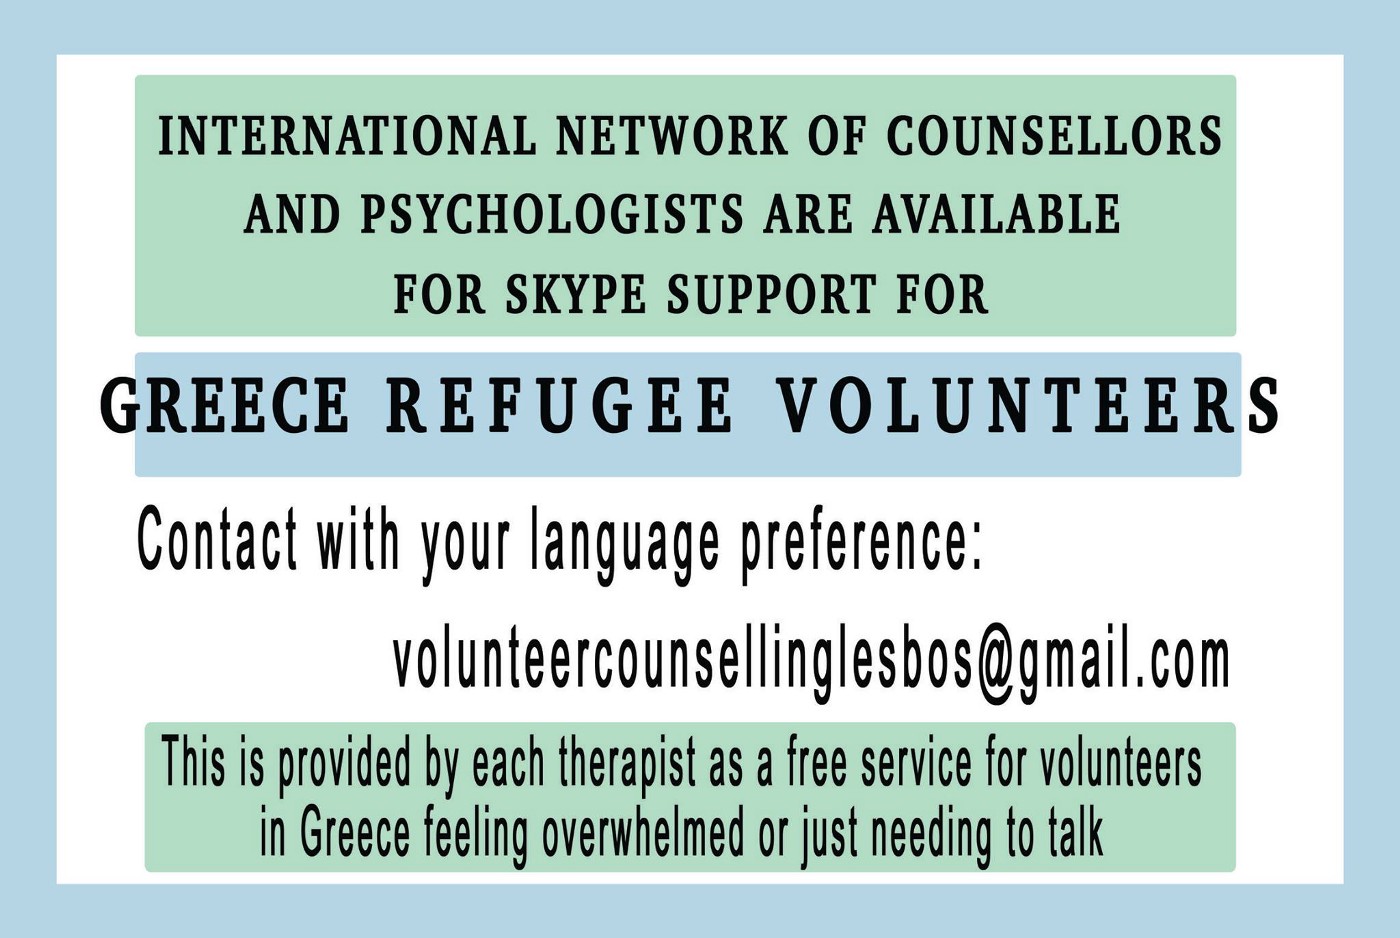 INTERNATIONAL NETWORK OF COUNSELLORS
AND PSYCHOLOGISTS ARE AVAILABLE
FOR SKYPE SUPPORT FOR
GREECE REFUGEE VOLUNTEERS
Contact with your language preference:
volunteercounsellinglesbos@gmail.com
This is provided by each therapist as a free service for volunteers
in Greece feeling overwhelmed or just needing to talk